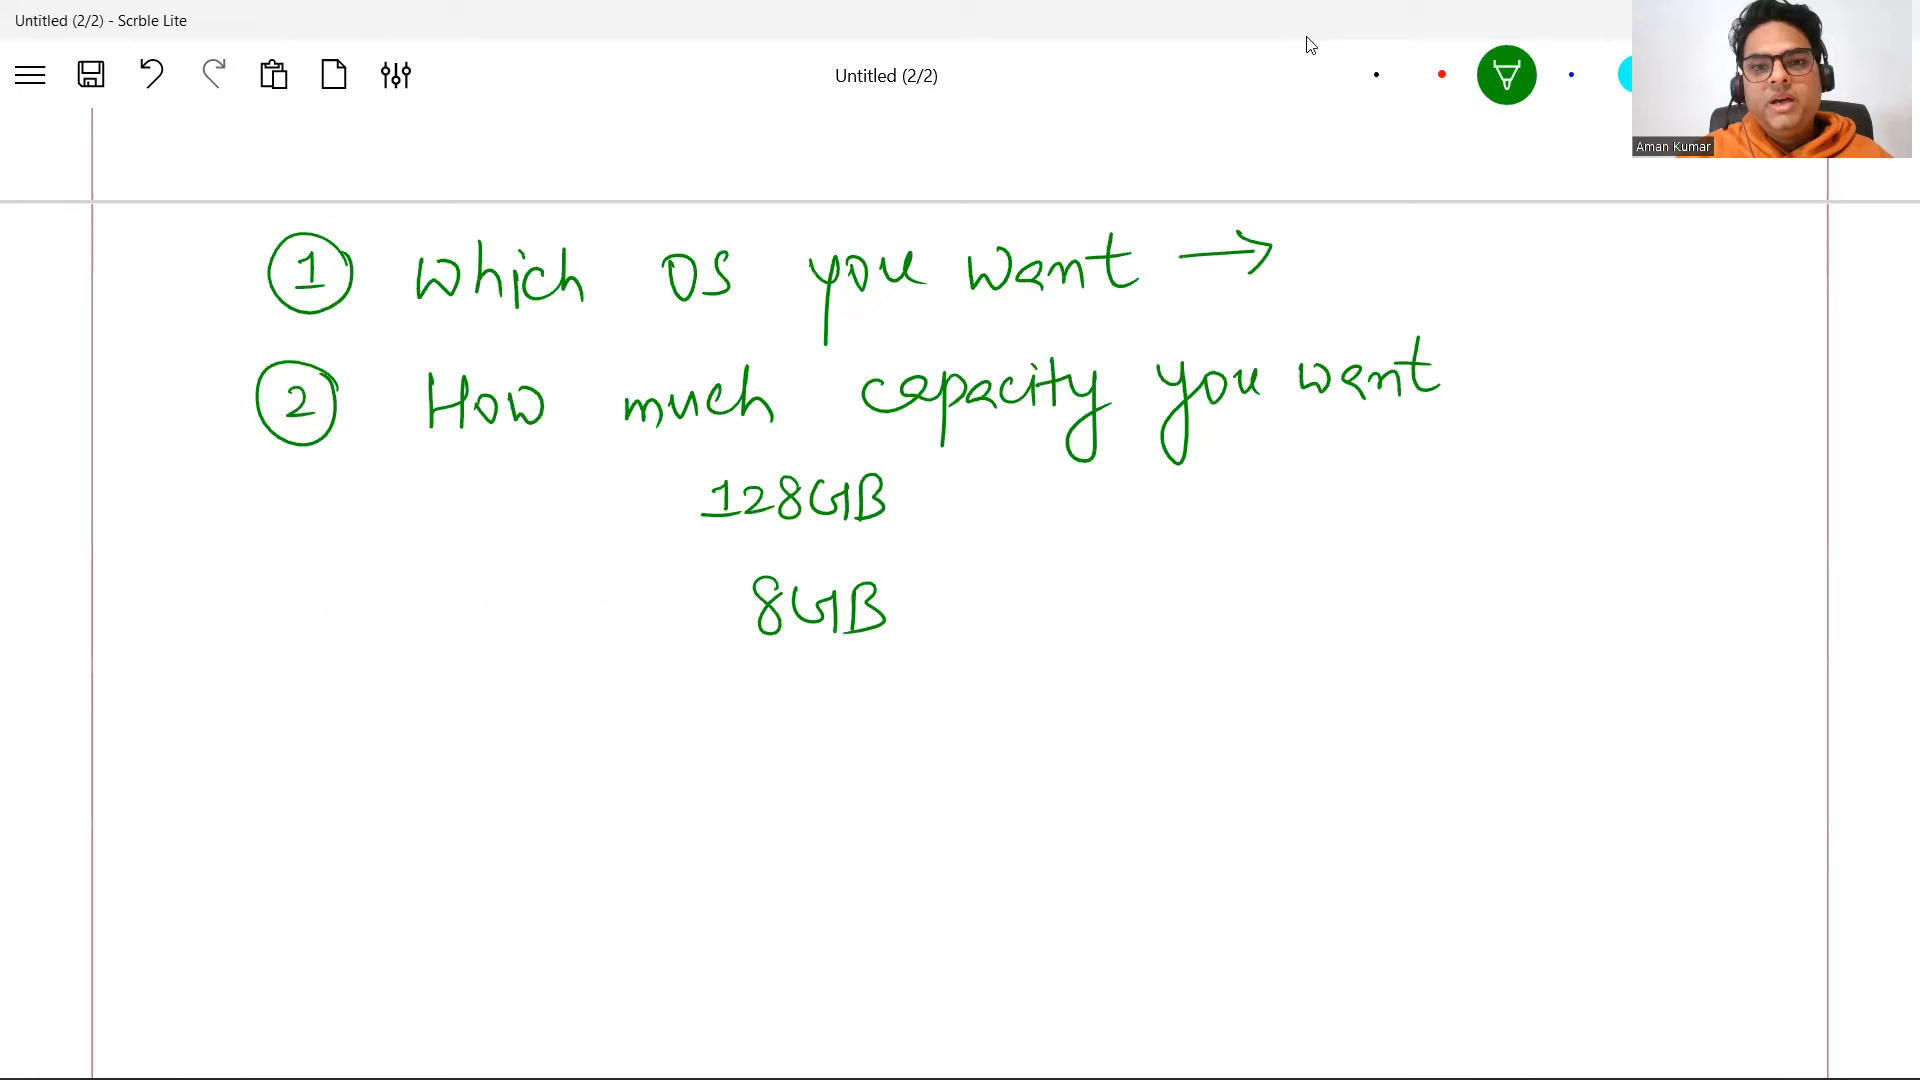 Untitled (2/2) - Scrble Lite
Untitled (2/2)
Aman Kumar
1 Which OS you want →
2 How much capacity you want
128GB
8GB